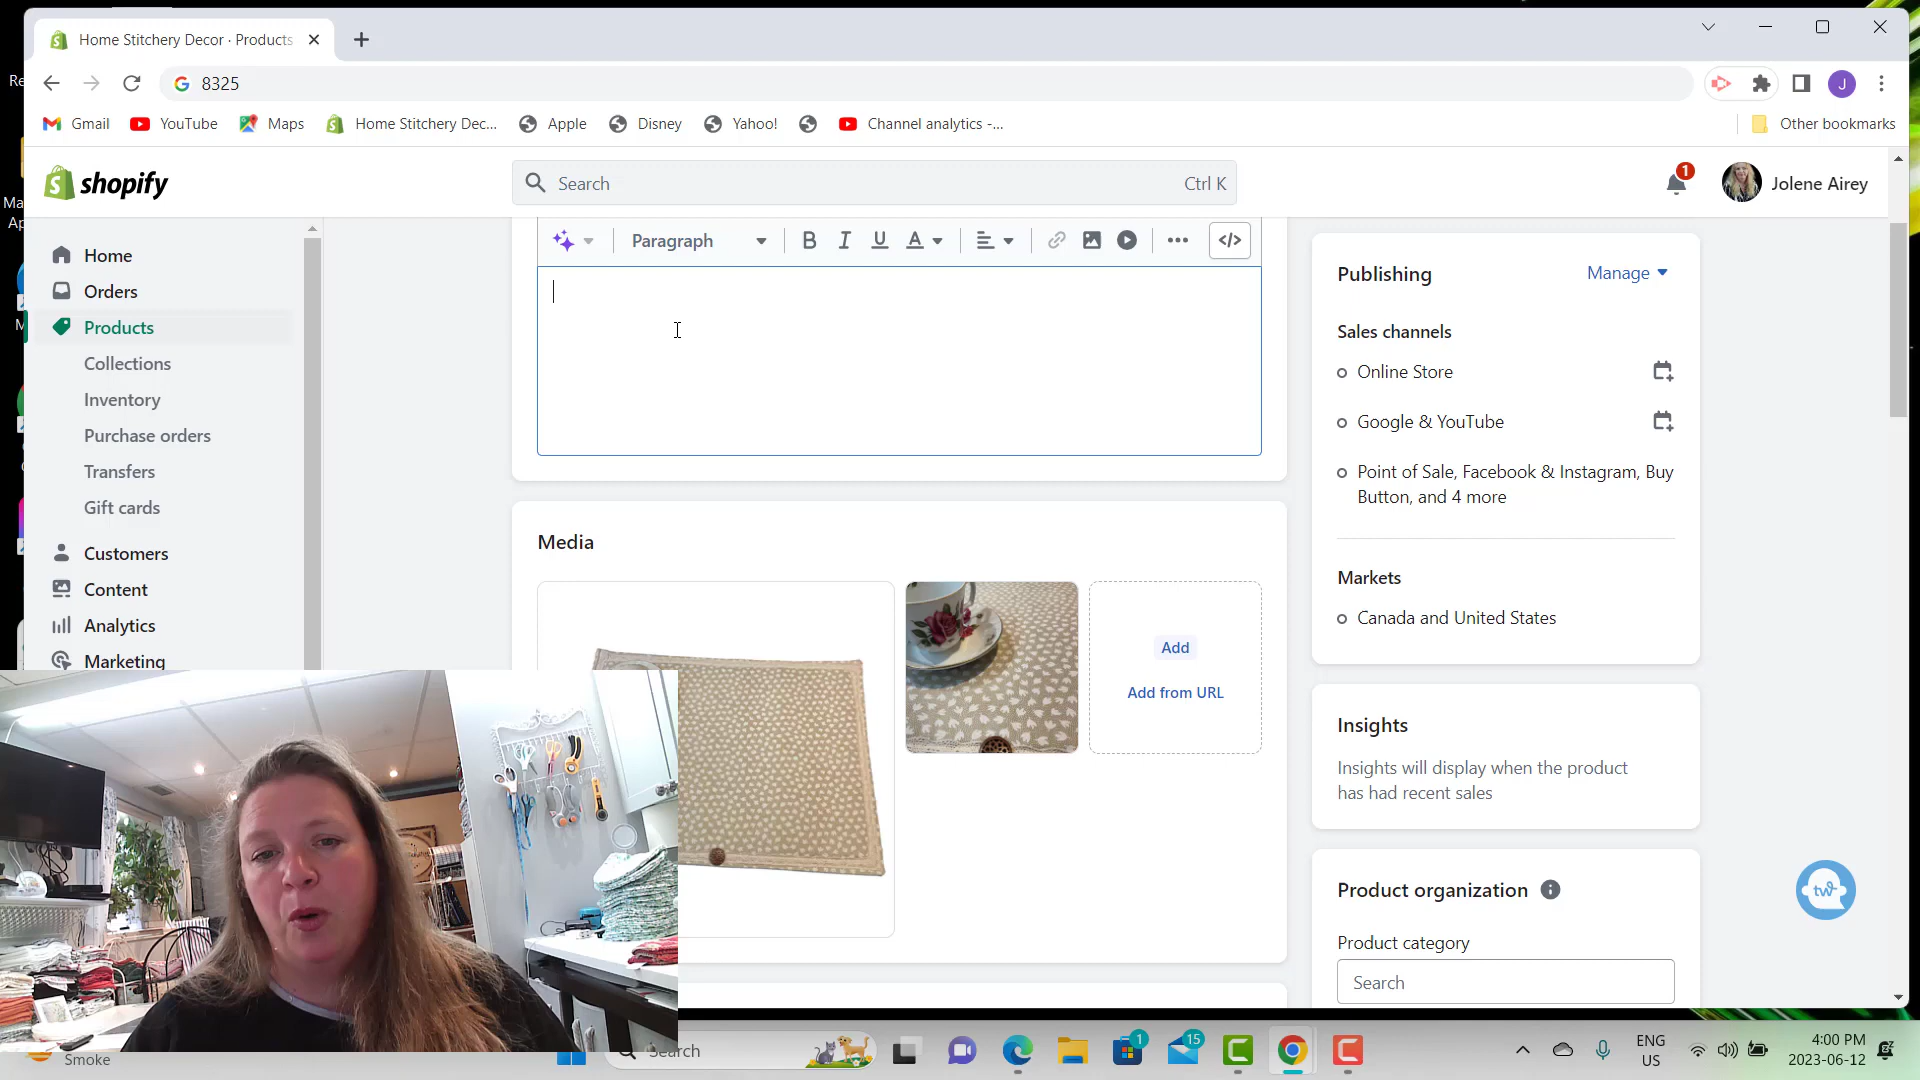 Home Stitchery Decor · Products
8325
Gmail
YouTube
Maps
Home Stitchery Dec...
Apple
Disney
Yahoo!
Channel analytics -...
Other bookmarks
shopify
Search
Ctrl K
1
Jolene Airey
Home
Orders
Products
Collections
Inventory
Purchase orders
Transfers
Gift cards
Customers
Content
Analytics
Marketing
Paragraph
B
I
U
A
Media
Add
Add from URL
Publishing
Manage
Sales channels
Online Store
Google & YouTube
Point of Sale, Facebook & Instagram, Buy
Button, and 4 more
Markets
Canada and United States
Insights
Insights will display when the product
has had recent sales
Product organization
Product category
Search
Smoke
Search
1
15
ENG
US
4:00 PM
2023-06-12